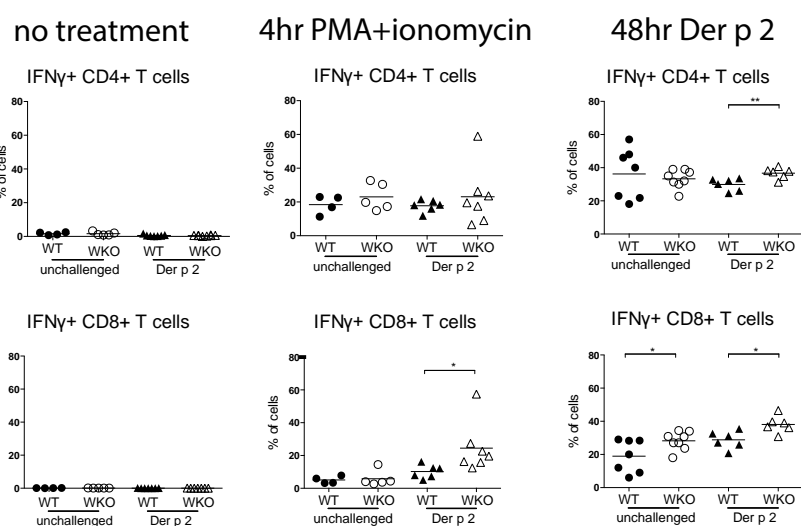 no treatment
4hr PMA+ionomycin
48hr Der p 2
IFNγ+ CD4+ T cells
80
60
40
20
0
% of cells
WT
WKO
WT
WKO
unchallenged
Der p 2
IFNγ+ CD4+ T cells
80
60
40
20
0
% of cells
WT
WKO
WT
WKO
unchallenged
Der p 2
IFNγ+ CD4+ T cells
**
80
60
40
20
0
% of cells
WT
WKO
WT
WKO
unchallenged
Der p 2
IFNγ+ CD8+ T cells
80
60
40
20
0
WT
WKO
WT
WKO
unchallenged
Der p 2
IFNγ+ CD8+ T cells
*
80
60
40
20
0
% of cells
WT
WKO
WT
WKO
unchallenged
Der p 2
IFNγ+ CD8+ T cells
*
*
80
60
40
20
0
% of cells
WT
WKO
WT
WKO
unchallenged
Der p 2